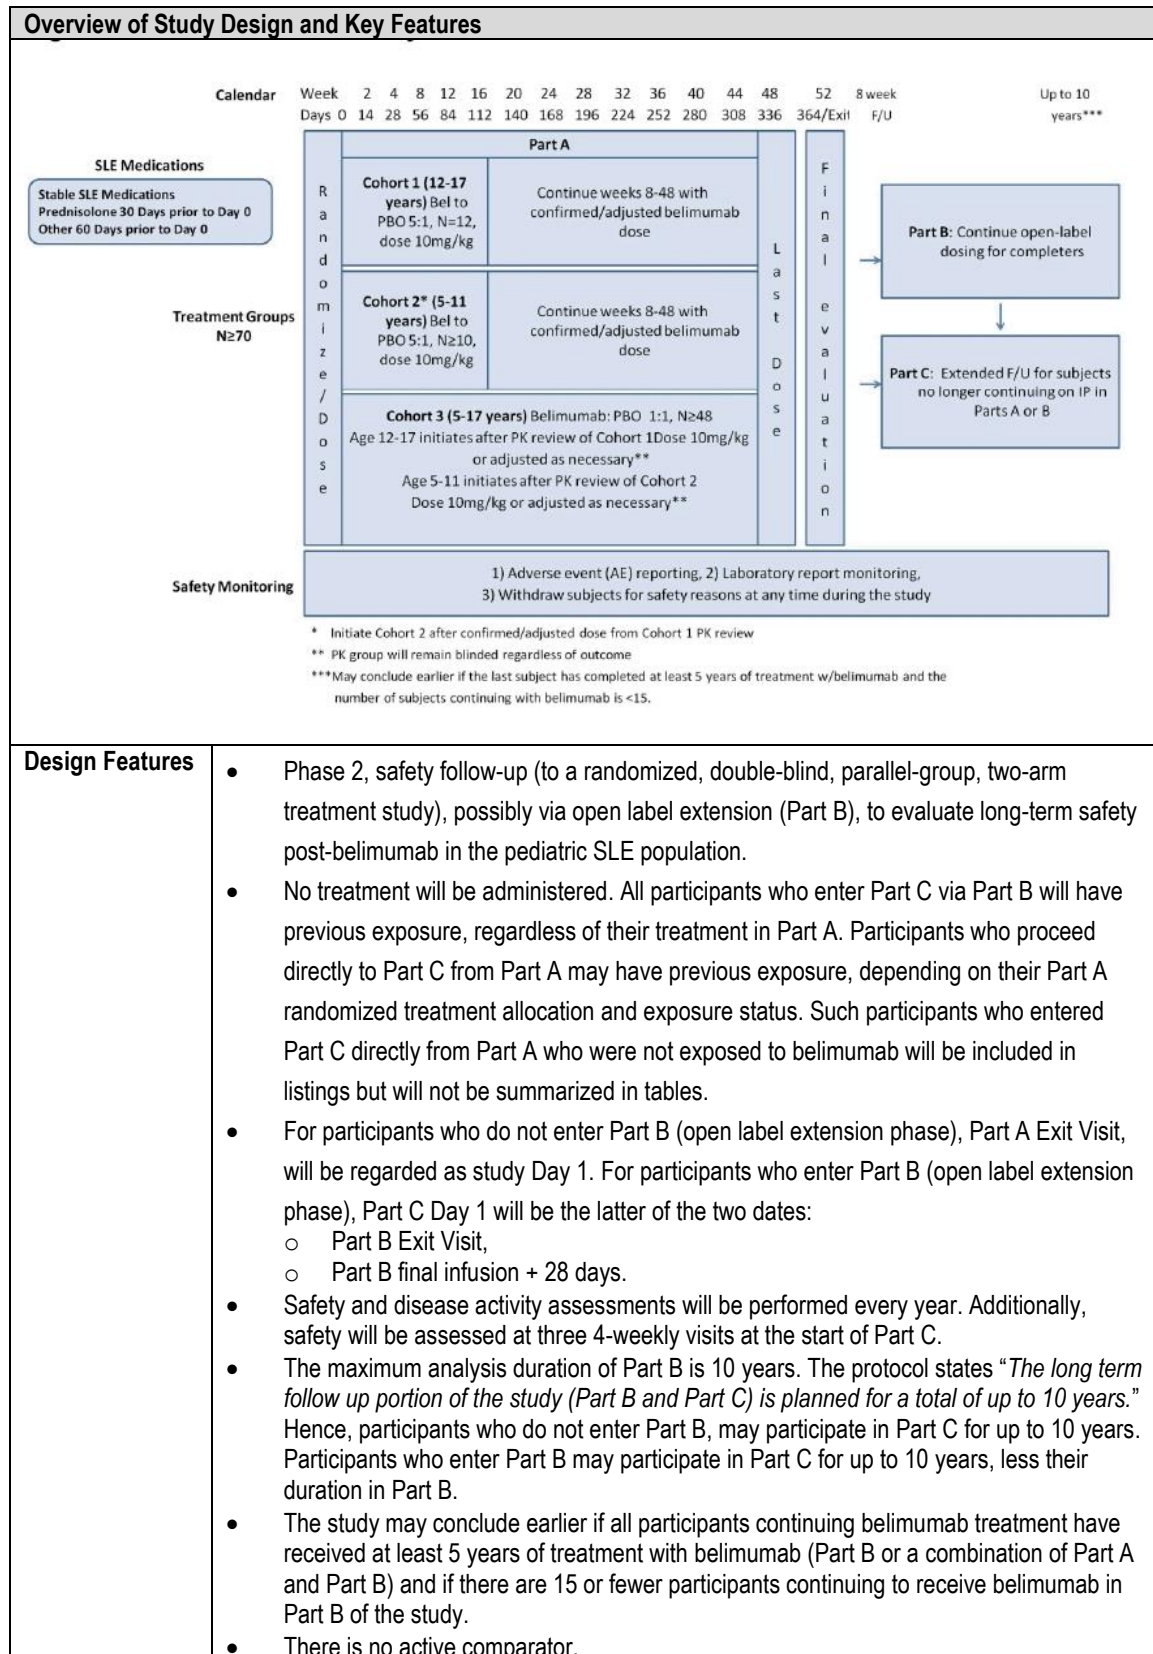 Overview of Study Design and Key Features
Calendar
Week 2 4 8 12 16 20 24 28 32 36 40 44 48 52 8 week Up to 10
Days 0 14 28 56 84 112 140 168 196 224 252 280 308 336 364/Exit F/U years***
SLE Medications
Stable SLE Medications
Prednisolone 30 Days prior to Day 0
Other 60 Days prior to Day 0
Treatment Groups
N≥70
Randomize/Dose
Part A
Cohort 1 (12-17
years) Bel to
PBO 5:1, N=12,
dose 10mg/kg
Continue weeks 8-48 with
confirmed/adjusted belimumab
dose
Cohort 2* (5-11
years) Bel to
PBO 5:1, N≥10,
dose 10mg/kg
Continue weeks 8-48 with
confirmed/adjusted belimumab
dose
Cohort 3 (5-17 years) Belimumab: PBO 1:1, N≥48
Age 12-17 initiates after PK review of Cohort 1Dose 10mg/kg
or adjusted as necessary**
Age 5-11 initiates after PK review of Cohort 2
Dose 10mg/kg or adjusted as necessary**
Last Dose
Final evaluation
Part B: Continue open-label
dosing for completers
Part C: Extended F/U for subjects
no longer continuing on IP in
Parts A or B
Safety Monitoring
1) Adverse event (AE) reporting, 2) Laboratory report monitoring,
3) Withdraw subjects for safety reasons at any time during the study
* Initiate Cohort 2 after confirmed/adjusted dose from Cohort 1 PK review
** PK group will remain blinded regardless of outcome
***May conclude earlier if the last subject has completed at least 5 years of treatment w/belimumab and the
number of subjects continuing with belimumab is <15.
Design Features
• Phase 2, safety follow-up (to a randomized, double-blind, parallel-group, two-arm
treatment study), possibly via open label extension (Part B), to evaluate long-term safety
post-belimumab in the pediatric SLE population.
• No treatment will be administered. All participants who enter Part C via Part B will have
previous exposure, regardless of their treatment in Part A. Participants who proceed
directly to Part C from Part A may have previous exposure, depending on their Part A
randomized treatment allocation and exposure status. Such participants who entered
Part C directly from Part A who were not exposed to belimumab will be included in
listings but will not be summarized in tables.
• For participants who do not enter Part B (open label extension phase), Part A Exit Visit,
will be regarded as study Day 1. For participants who enter Part B (open label extension
phase), Part C Day 1 will be the latter of the two dates:
o Part B Exit Visit,
o Part B final infusion + 28 days.
• Safety and disease activity assessments will be performed every year. Additionally,
safety will be assessed at three 4-weekly visits at the start of Part C.
• The maximum analysis duration of Part B is 10 years. The protocol states “The long term
follow up portion of the study (Part B and Part C) is planned for a total of up to 10 years.”
Hence, participants who do not enter Part B, may participate in Part C for up to 10 years.
Participants who enter Part B may participate in Part C for up to 10 years, less their
duration in Part B.
• The study may conclude earlier if all participants continuing belimumab treatment have
received at least 5 years of treatment with belimumab (Part B or a combination of Part A
and Part B) and if there are 15 or fewer participants continuing to receive belimumab in
Part B of the study.
• There is no active comparator.